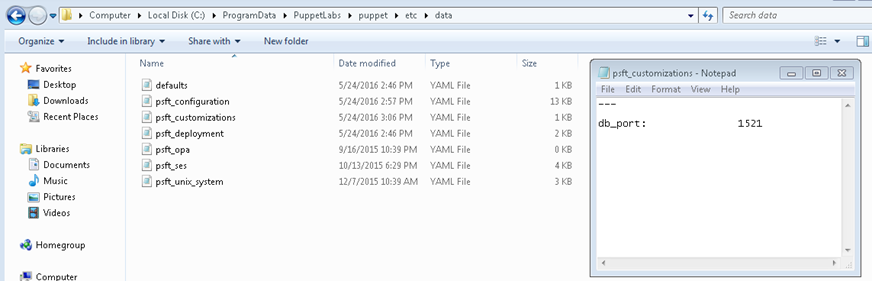 Computer Local Disk (C:) ProgramData PuppetLabs puppet etc data Search data
Organize Include in library Share with New folder
Favorites
Desktop
Downloads
Recent Places
Libraries
Documents
Music
Pictures
Videos
Homegroup
Computer
Name Date modified Type Size
defaults 5/24/2016 2:46 PM YAML File 1 KB
psft_configuration 5/24/2016 2:57 PM YAML File 13 KB
psft_customizations 5/24/2016 3:06 PM YAML File 1 KB
psft_deployment 5/24/2016 2:46 PM YAML File 2 KB
psft_opa 9/16/2015 10:39 PM YAML File 0 KB
psft_ses 10/13/2015 6:29 PM YAML File 4 KB
psft_unix_system 12/7/2015 10:39 AM YAML File 3 KB
psft_customizations - Notepad
File Edit Format View Help
---
db_port: 1521